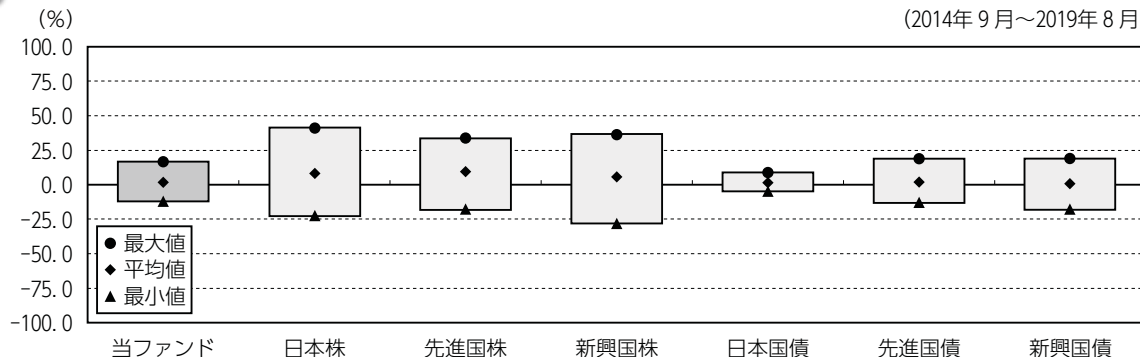 (%)
(2014年9月～2019年8月
100.0
75.0
50.0
25.0
0.0
-25.0
-50.0
-75.0
-100.0
最大値
平均値
最小値
当ファンド 日本株 先進国株 新興国株 日本国債 先進国債 新興国債